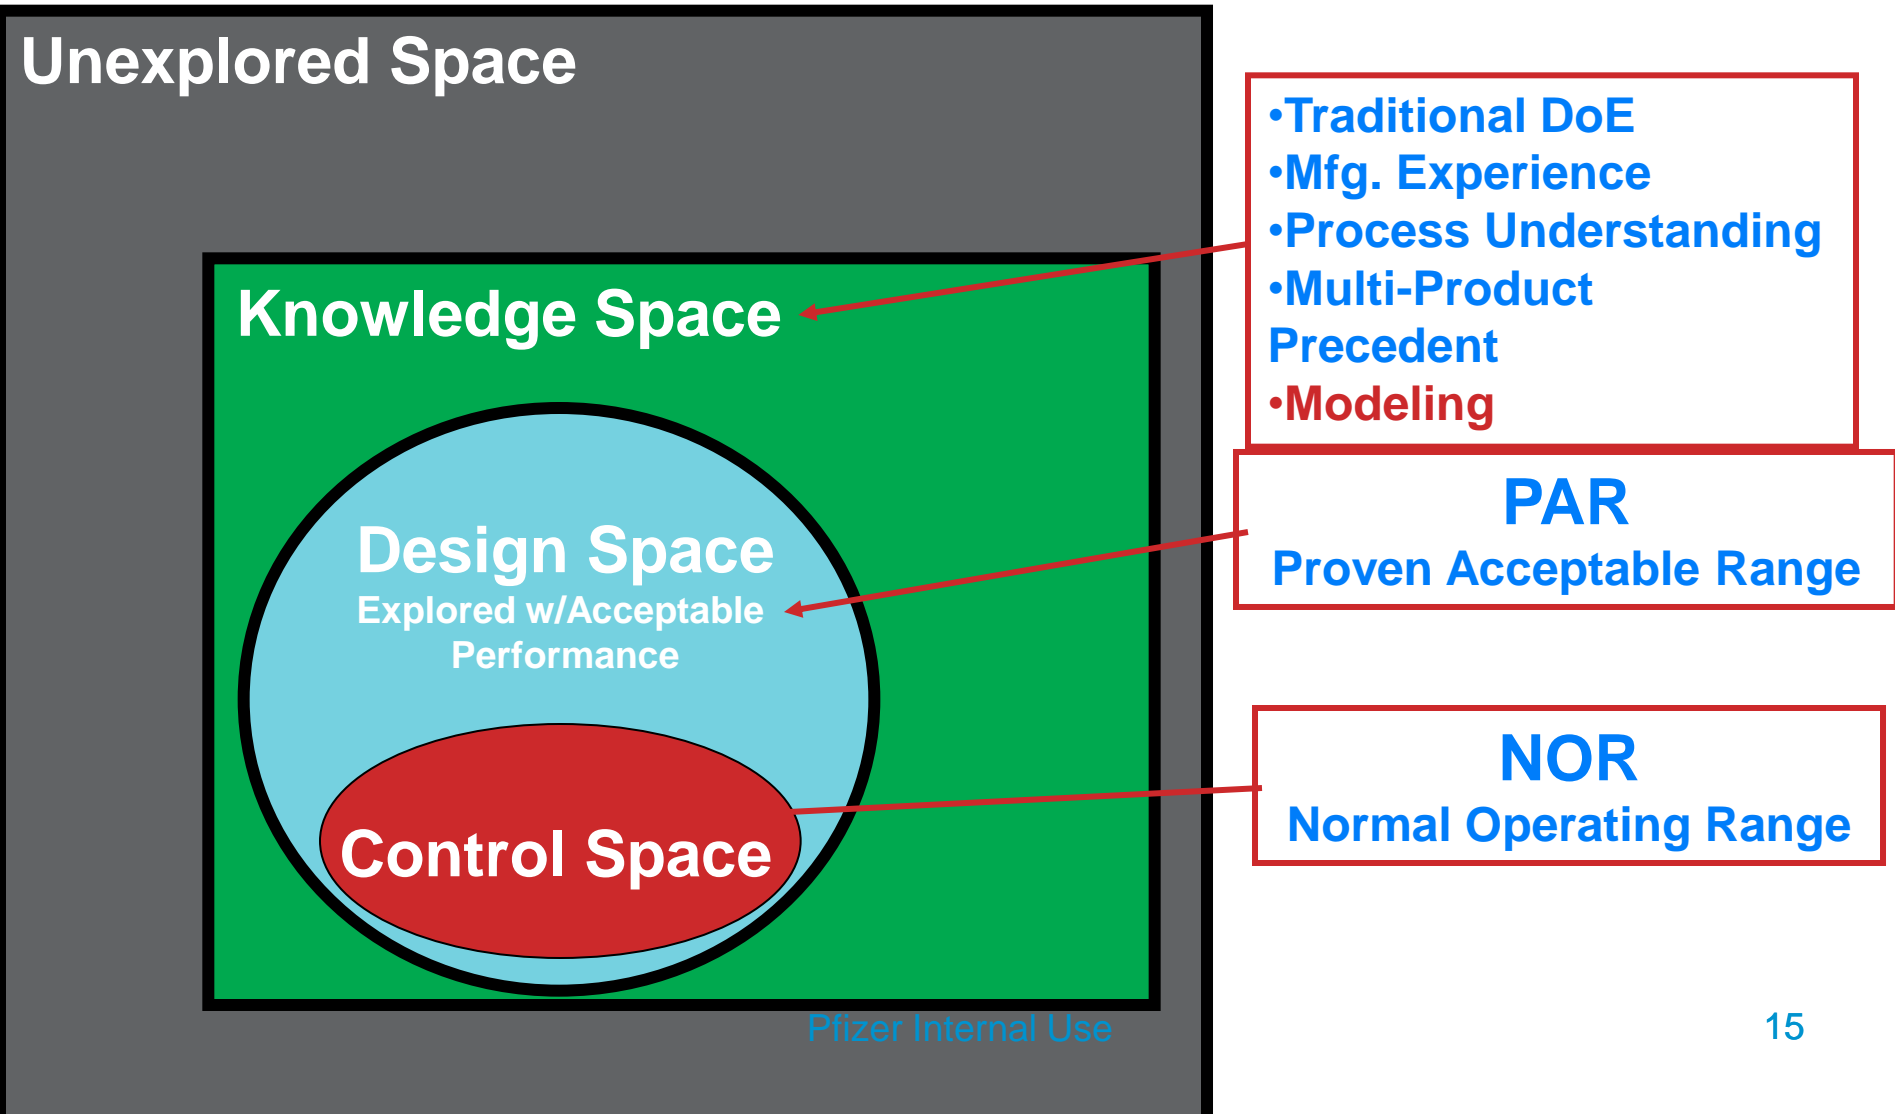 Unexplored Space
•Traditional DoE
•Mfg. Experience
•Process Understanding
•Multi-Product
Precedent
•Modeling
Knowledge Space
PAR
Proven Acceptable Range
Design Space
Explored w/Acceptable
Performance
NOR
Normal Operating Range
Control Space
Pfizer Internal Use
15